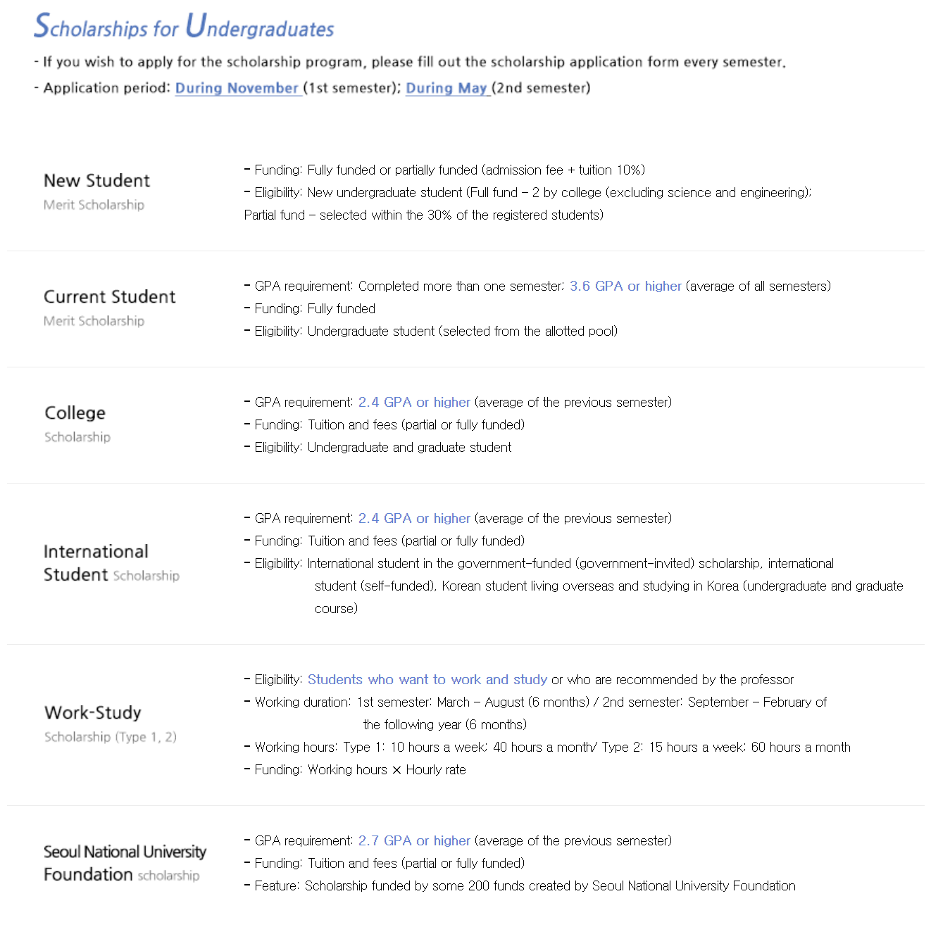 Scholarships for Undergraduates
- If you wish to apply for the scholarship program, please fill out the scholarship application form every semester.
- Application period: During November (1st semester); During May (2nd semester)
New Student
Merit Scholarship
- Funding: Fully funded or partially funded (admission fee + tuition 10%)
- Eligibility: New undergraduate student (Full fund - 2 by college (excluding science and engineering);
Partial fund - selected within the 30% of the registered students)
Current Student
Merit Scholarship
- GPA requirement: Completed more than one semester; 3.6 GPA or higher (average of all semesters)
- Funding: Fully funded
- Eligibility: Undergraduate student (selected from the allotted pool)
College
Scholarship
- GPA requirement: 2.4 GPA or higher (average of the previous semester)
- Funding: Tuition and fees (partial or fully funded)
- Eligibility: Undergraduate and graduate student
International
Student Scholarship
- GPA requirement: 2.4 GPA or higher (average of the previous semester)
- Funding: Tuition and fees (partial or fully funded)
- Eligibility: International student in the government-funded (government-invited) scholarship, international
student (self-funded), Korean student living overseas and studying in Korea (undergraduate and graduate
course)
Work-Study
Scholarship (Type 1, 2)
- Eligibility: Students who want to work and study or who are recommended by the professor
- Working duration: 1st semester: March - August (6 months) / 2nd semester: September - February of
the following year (6 months)
- Working hours: Type 1: 10 hours a week; 40 hours a month/ Type 2: 15 hours a week; 60 hours a month
- Funding: Working hours × Hourly rate
Seoul National University
Foundation scholarship
- GPA requirement: 2.7 GPA or higher (average of the previous semester)
- Funding: Tuition and fees (partial or fully funded)
- Feature: Scholarship funded by some 200 funds created by Seoul National University Foundation